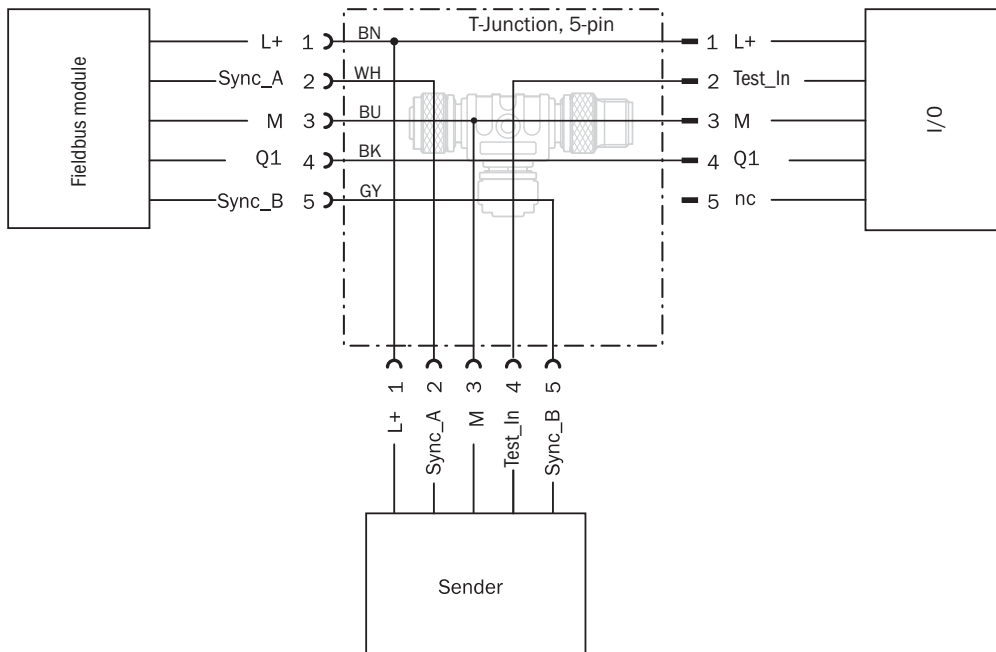 T-Junction, 5-pin
Fieldbus module
L+ 1 BN
Sync_A 2 WH
M 3 BU
Q1 4 BK
Sync_B 5 GY
1 L+
2 Test_In
3 M
4 Q1
5 nc
I/O
1 L+
2 Sync_A
3 M
4 Test_In
5 Sync_B
Sender